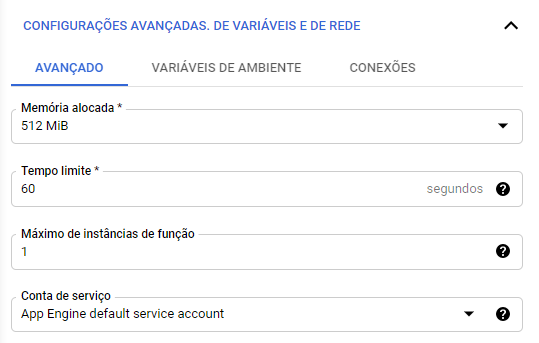 CONFIGURAÇÕES AVANÇADAS. DE VARIÁVEIS E DE REDE
AVANÇADO VARIÁVEIS DE AMBIENTE CONEXÕES
Memória alocada *
512 MiB
Tempo limite *
60 segundos
Máximo de instâncias de função
1
Conta de serviço
App Engine default service account